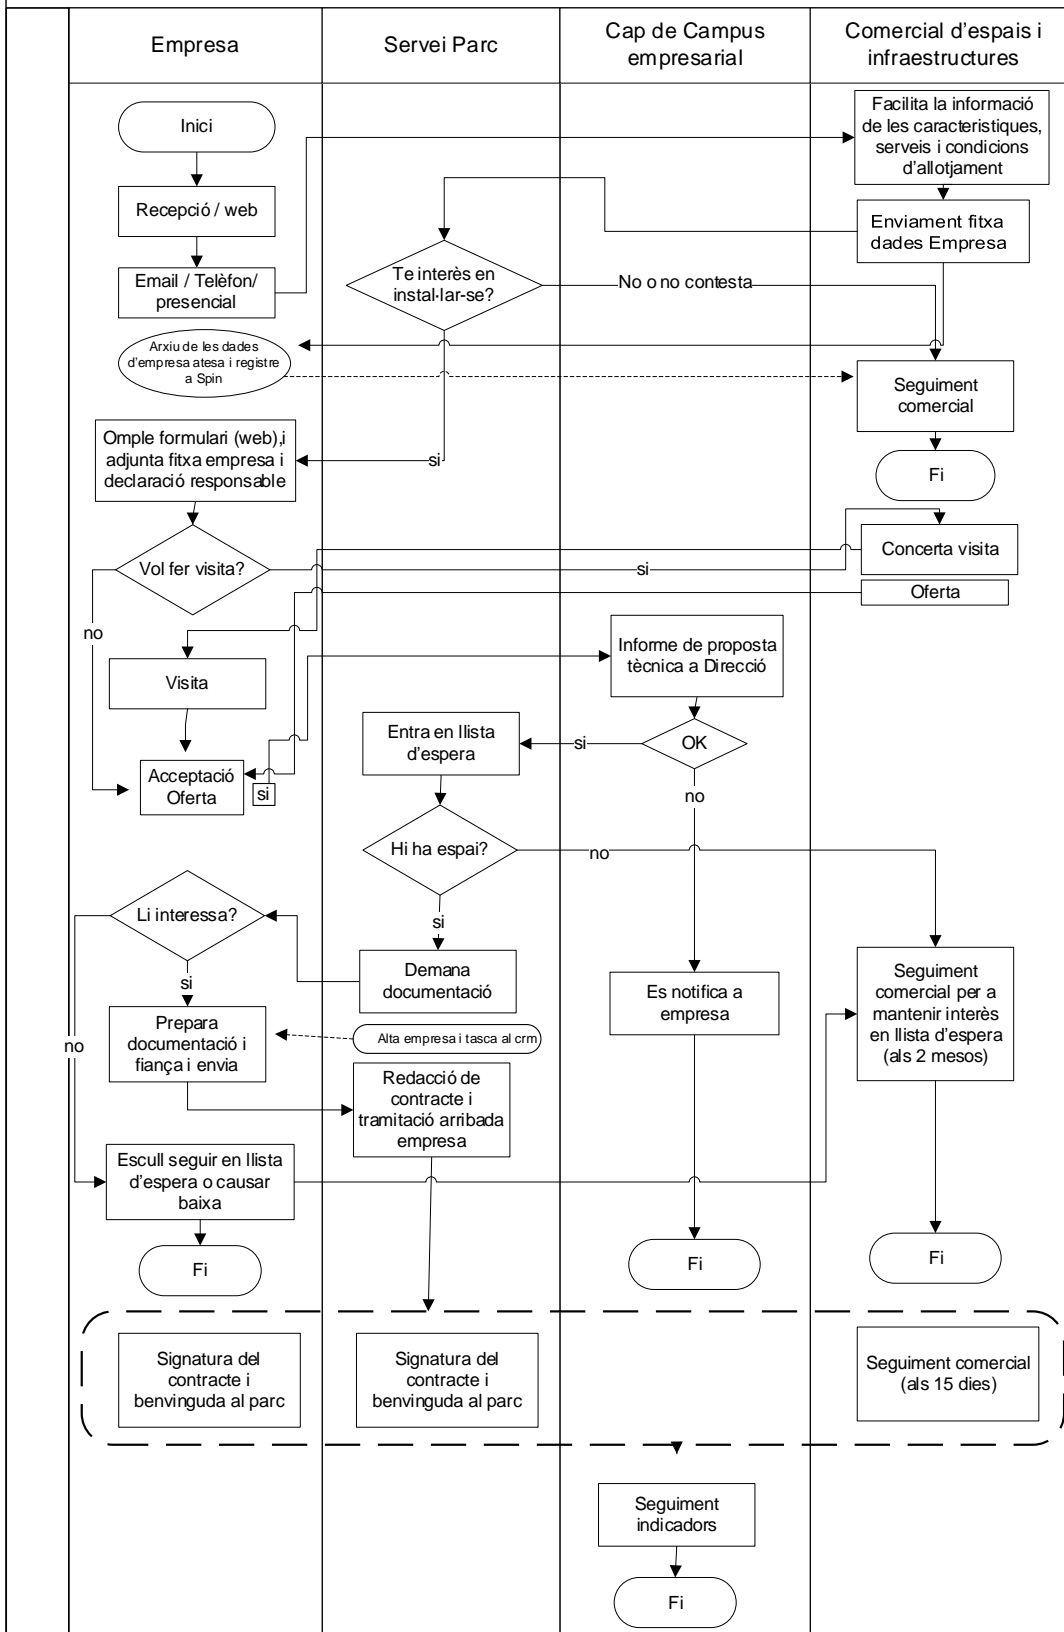 Empresa
Servei Parc
Cap de Campus
empresarial
Comercial d'espais i
infraestructures
Inici
Facilita la informació
de les caracteristiques,
serveis i condicions
d'allotjament
Recepció / web
Enviament fitxa
dades Empresa
Email / Telèfon/
presencial
Te interès en
instal·lar-se?
No o no contesta
Arxiu de les dades
d'empresa atesa i registre
a Spin
Seguiment
comercial
Omple formulari (web),i
adjunta fitxa empresa i
declaració responsable
si
Fi
Vol fer visita?
si
Concerta visita
Oferta
no
Informe de proposta
tècnica a Direcció
Visita
Entra en llista
d'espera
si
OK
Acceptació
Oferta
si
no
Hi ha espai?
no
Li interessa?
si
Demana
documentació
Es notifica a
empresa
Seguiment
comercial per a
mantenir interès
en llista d'espera
(als 2 mesos)
si
no
Prepara
documentació i
fiança i envia
Alta empresa i tasca al crm
Redacció de
contracte i
tramitació arribada
empresa
Escull seguir en llista
d'espera o causar
baixa
Fi
Fi
Fi
Signatura del
contracte i
benvinguda al parc
Signatura del
contracte i
benvinguda al parc
Seguiment comercial
(als 15 dies)
Seguiment
indicadors
Fi